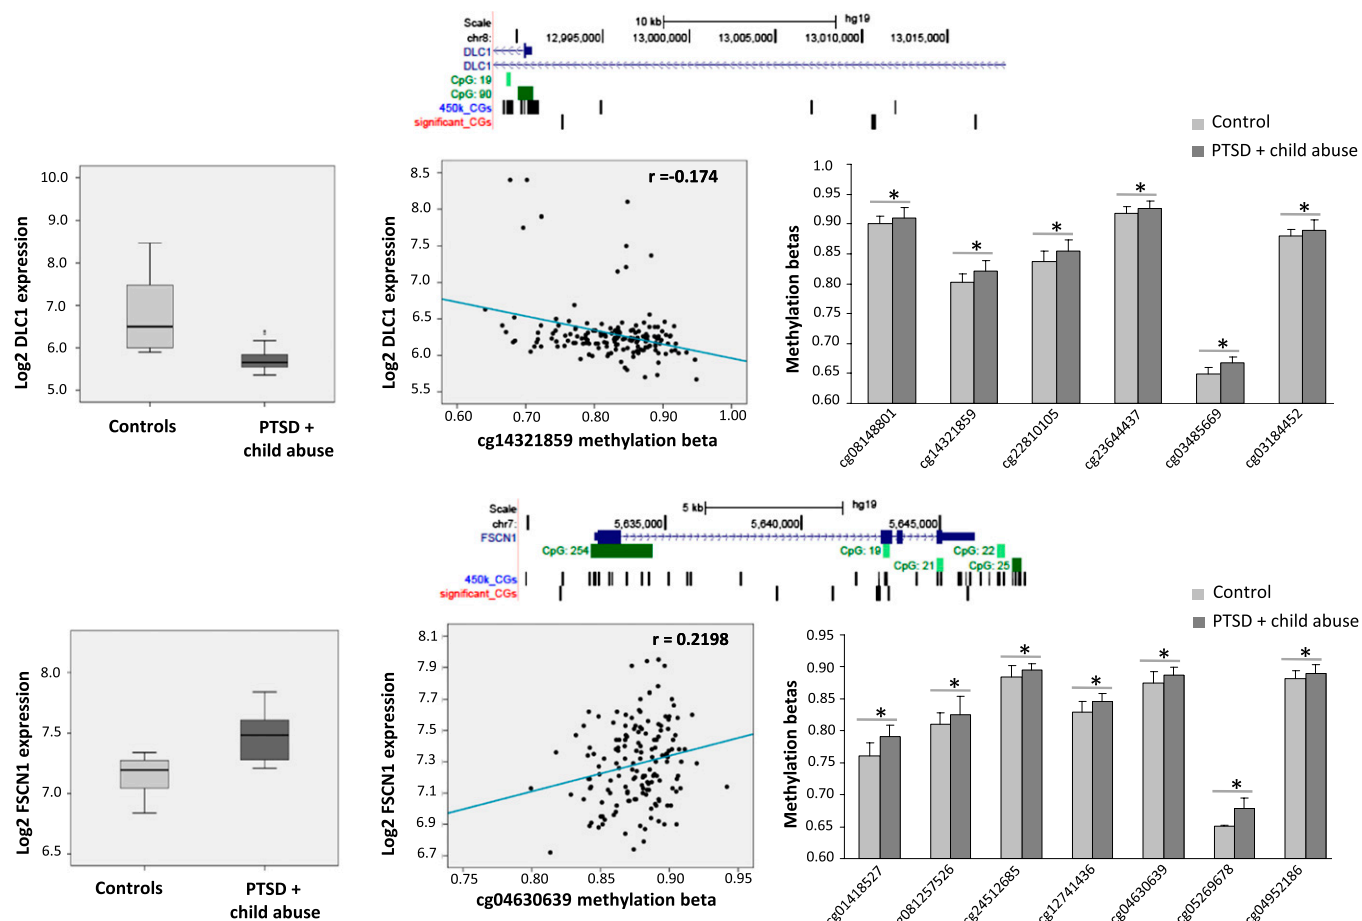 Scale
10 kb
hg19
chr8:
12,995,000
13,000,000
13,005,000
13,010,000
13,015,000
DLC1
DLC1
CpG: 19
CpG: 90
450k_CGs
significant_CGs
Control
PTSD + child abuse
Log2 DLC1 expression
10.0
9.0
8.0
7.0
6.0
5.0
Controls
PTSD +
child abuse
Log2 DLC1 expression
8.5
8.0
7.5
7.0
6.5
6.0
5.5
r =-0.174
0.60
0.70
0.80
0.90
1.00
cg14321859 methylation beta
Methylation betas
1.0
0.95
0.90
0.85
0.80
0.75
0.70
0.65
0.60
*
*
*
*
*
*
cg08148801
cg14321859
cg22810105
cg23644437
cg03485669
cg03184452
Scale
5 kb
hg19
chr7:
5,635,000
5,640,000
5,645,000
FSCN1
CpG: 254
CpG: 19
CpG: 22
CpG: 21
CpG: 25
450k_CGs
significant_CGs
Control
PTSD + child abuse
Log2 FSCN1 expression
8.0
7.5
7.0
6.5
Controls
PTSD +
child abuse
Log2 FSCN1 expression
8.1
7.9
7.7
7.5
7.3
7.1
6.9
6.7
r = 0.2198
0.75
0.80
0.85
0.90
0.95
cg04630639 methylation beta
Methylation betas
0.95
0.90
0.85
0.80
0.75
0.70
0.65
0.60
*
*
*
*
*
*
*
cg01418527
cg081257526
cg24512685
cg12741436
cg04630639
cg05269678
cg04952186